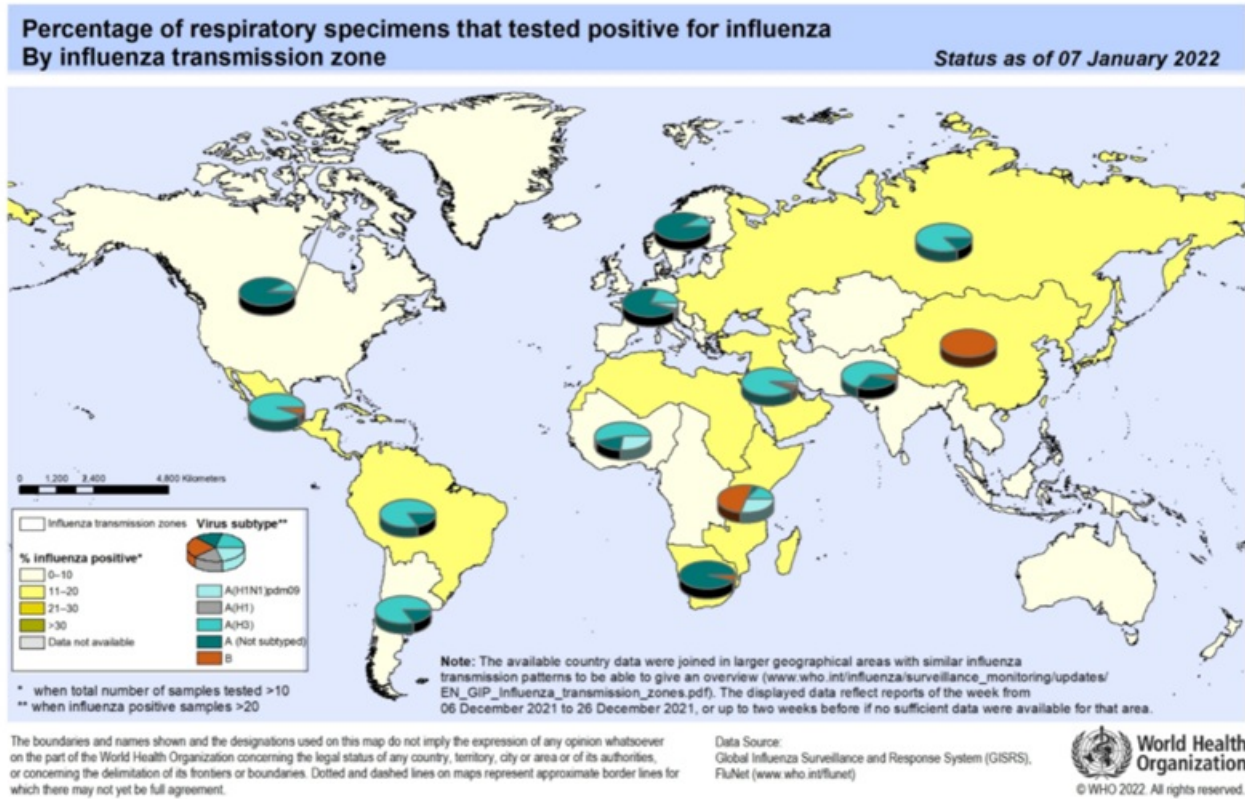 Percentage of respiratory specimens that tested positive for influenza
By influenza transmission zone
Status as of 07 January 2022
0 1,200 2,400 4,800 Kilometers
Influenza transmission zones
% influenza positive*
0–10
11–20
21–30
>30
Data not available
Virus subtype**
A(H1N1)pdm09
A(H1)
A(H3)
A (Not subtyped)
B
* when total number of samples tested >10
** when influenza positive samples >20
Note: The available country data were joined in larger geographical areas with similar influenza
transmission patterns to be able to give an overview (www.who.int/influenza/surveillance_monitoring/updates/
EN_GIP_Influenza_transmission_zones.pdf). The displayed data reflect reports of the week from
06 December 2021 to 26 December 2021, or up to two weeks before if no sufficient data were available for that area.
The boundaries and names shown and the designations used on this map do not imply the expression of any opinion whatsoever
on the part of the World Health Organization concerning the legal status of any country, territory, city or area or of its authorities,
or concerning the delimitation of its frontiers or boundaries. Dotted and dashed lines on maps represent approximate border lines for
which there may not yet be full agreement.
Data Source:
Global Influenza Surveillance and Response System (GISRS),
FluNet (www.who.int/flunet)
World Health
Organization
© WHO 2022. All rights reserved.